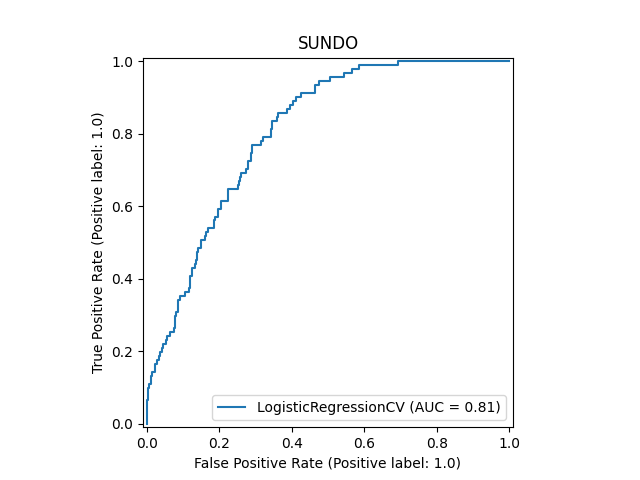 SUNDO
True Positive Rate (Positive label: 1.0)
1.0
0.8
0.6
0.4
0.2
0.0
LogisticRegressionCV (AUC = 0.81)
0.0 0.2 0.4 0.6 0.8 1.0
False Positive Rate (Positive label: 1.0)